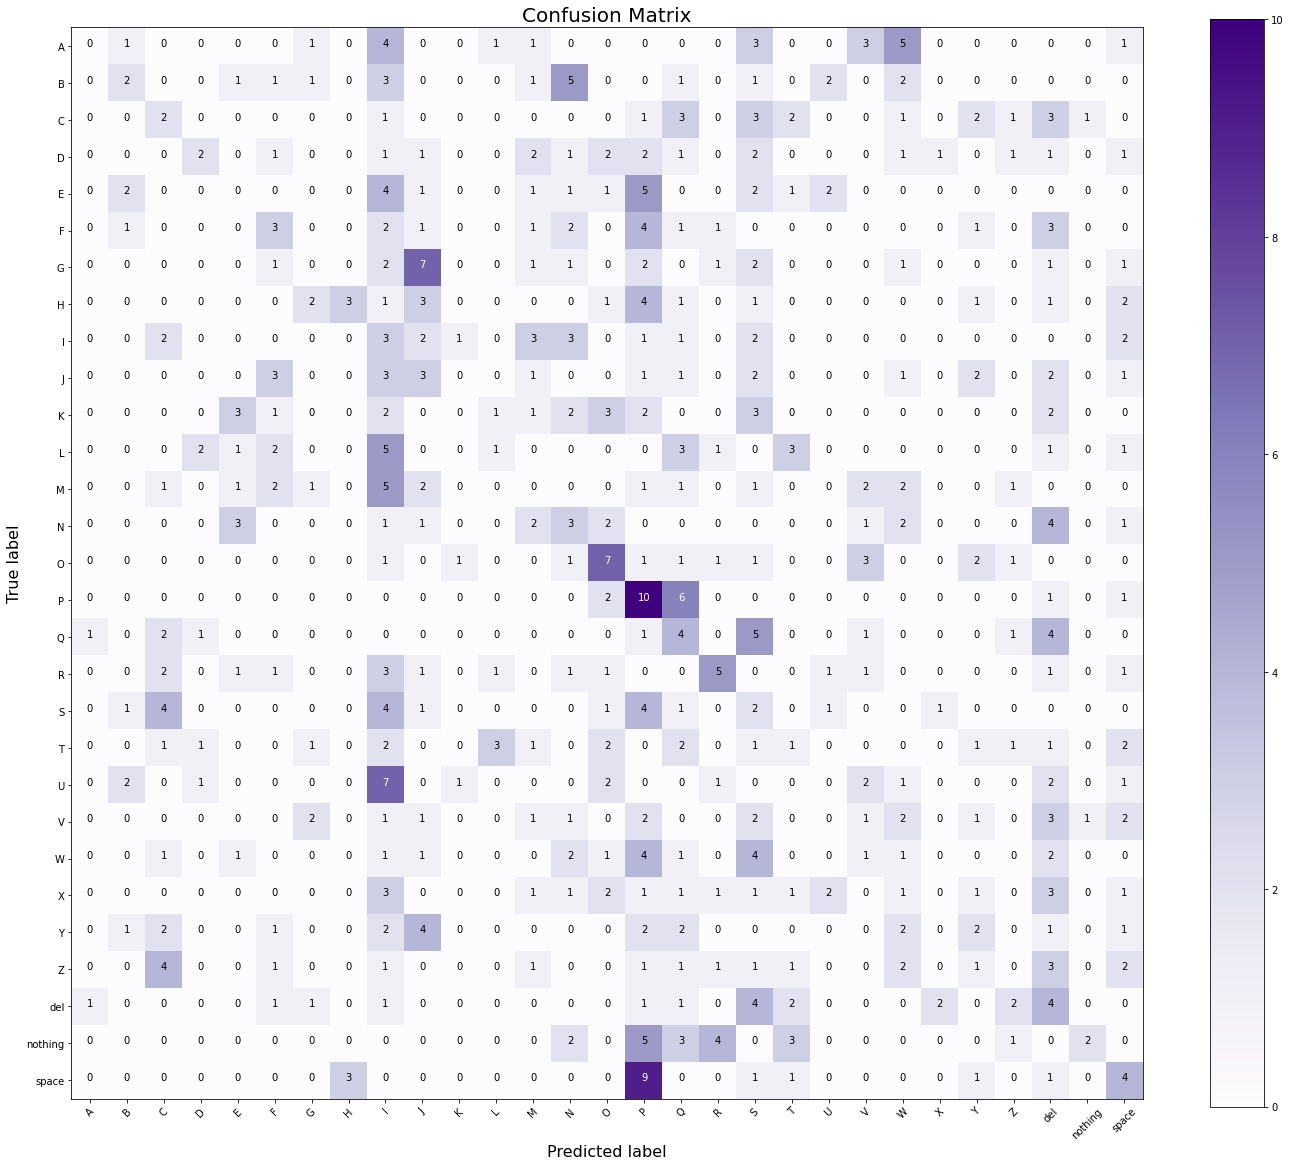 Confusion Matrix
True label
A 0 1 0 0 0 0 1 0 4 0 0 1 1 0 0 0 0 0 3 0 0 3 5 0 0 0 0 0 1
B 0 2 0 0 1 1 1 0 3 0 0 0 1 5 0 0 1 0 1 0 2 0 2 0 0 0 0 0 0
C 0 0 2 0 0 0 0 0 1 0 0 0 0 0 0 1 3 0 3 2 0 0 1 0 2 1 3 1 0
D 0 0 0 2 0 1 0 0 1 1 0 0 2 1 2 2 1 0 2 0 0 0 1 1 0 1 1 0 1
E 0 2 0 0 0 0 0 0 4 1 0 0 1 1 1 5 0 0 2 1 2 0 0 0 0 0 0 0 0
F 0 1 0 0 0 3 0 0 2 1 0 0 1 2 0 4 1 1 0 0 0 0 0 0 1 0 3 0 0
G 0 0 0 0 0 1 0 0 2 7 0 0 1 1 0 2 0 1 2 0 0 0 1 0 0 0 1 0 1
H 0 0 0 0 0 0 2 3 1 3 0 0 0 0 1 4 1 0 1 0 0 0 0 0 1 0 1 0 2
I 0 0 2 0 0 0 0 0 3 2 1 0 3 3 0 1 1 0 2 0 0 0 0 0 0 0 0 0 2
J 0 0 0 0 0 3 0 0 3 3 0 0 1 0 0 1 1 0 2 0 0 0 1 0 2 0 2 0 1
K 0 0 0 0 3 1 0 0 2 0 0 1 1 2 3 2 0 0 3 0 0 0 0 0 0 0 2 0 0
L 0 0 0 2 1 2 0 0 5 0 0 1 0 0 0 0 3 1 0 3 0 0 0 0 0 0 1 0 1
M 0 0 1 0 1 2 1 0 5 2 0 0 0 0 0 1 1 0 1 0 0 2 2 0 0 1 0 0 0
N 0 0 0 0 3 0 0 0 1 1 0 0 2 3 2 0 0 0 0 0 0 1 2 0 0 0 4 0 1
O 0 0 0 0 0 0 0 0 1 0 1 0 0 1 7 1 1 1 1 0 0 3 0 0 2 1 0 0 0
P 0 0 0 0 0 0 0 0 0 0 0 0 0 0 2 10 6 0 0 0 0 0 0 0 0 0 1 0 1
Q 1 0 2 1 0 0 0 0 0 0 0 0 0 0 0 1 4 0 5 0 0 1 0 0 0 1 4 0 0
R 0 0 2 0 1 1 0 0 3 1 0 1 0 1 1 0 0 5 0 0 1 1 0 0 0 0 1 0 1
S 0 1 4 0 0 0 0 0 4 1 0 0 0 0 1 4 1 0 2 0 1 0 0 1 0 0 0 0 0
T 0 0 1 1 0 0 1 0 2 0 0 3 1 0 2 0 2 0 1 1 0 0 0 0 1 1 1 0 2
U 0 2 0 1 0 0 0 0 7 0 1 0 0 0 2 0 0 1 0 0 0 2 1 0 0 0 2 0 1
V 0 0 0 0 0 0 2 0 1 1 0 0 1 1 0 2 0 0 2 0 0 1 2 0 1 0 3 1 2
W 0 0 1 0 1 0 0 0 1 1 0 0 0 2 1 4 1 0 4 0 0 1 1 0 0 0 2 0 0
X 0 0 0 0 0 0 0 0 3 0 0 0 1 1 2 1 1 1 1 1 2 0 1 0 1 0 3 0 1
Y 0 1 2 0 0 1 0 0 2 4 0 0 0 0 0 2 2 0 0 0 0 0 2 0 2 0 1 0 1
Z 0 0 4 0 0 1 0 0 1 0 0 0 1 0 0 1 1 1 1 1 0 0 2 0 1 0 3 0 2
del 1 0 0 0 0 1 1 0 1 0 0 0 0 0 0 1 1 0 4 2 0 0 0 2 0 2 4 0 0
nothing 0 0 0 0 0 0 0 0 0 0 0 0 0 2 0 5 3 4 0 3 0 0 0 0 0 1 0 2 0
space 0 0 0 0 0 0 0 3 0 0 0 0 0 0 0 9 0 0 1 1 0 0 0 0 1 0 1 0 4
A B C D E F G H I J K L M N O P Q R S T U V W X Y Z del nothing space
Predicted label
10
8
6
4
2
0